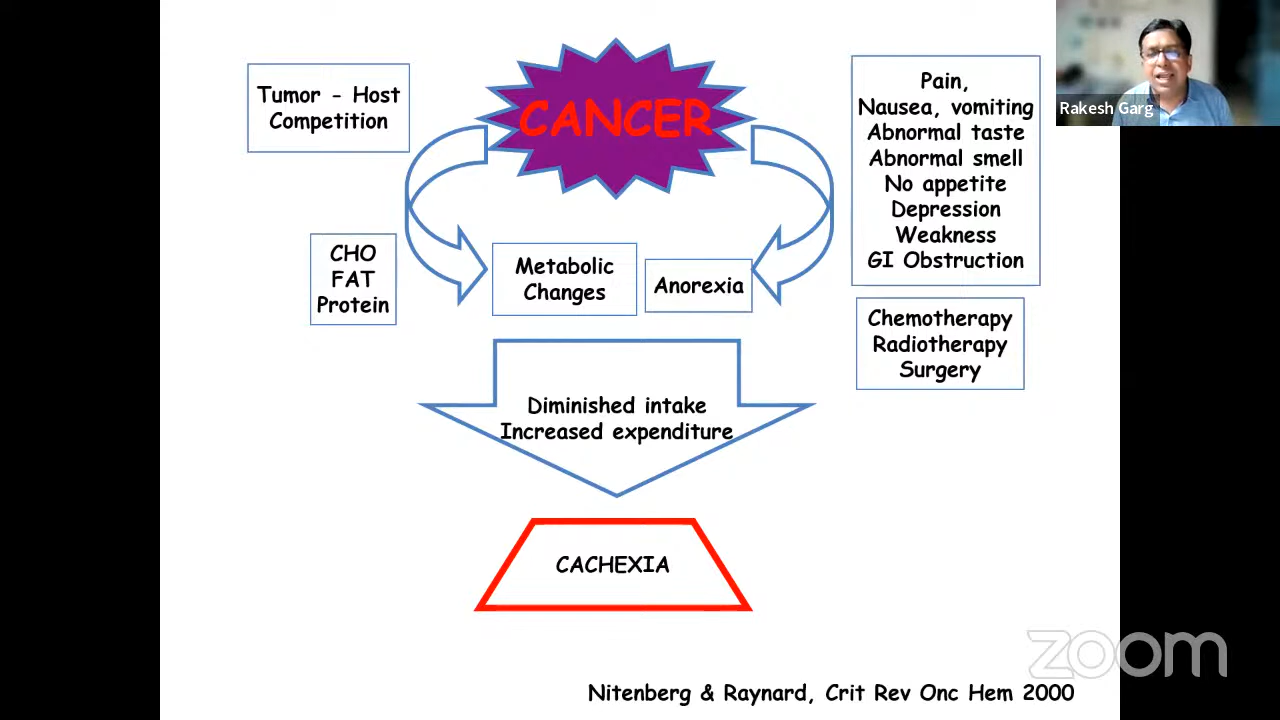 CANCER
Tumor - Host
Competition
Pain,
Nausea, vomiting
Abnormal taste
Abnormal smell
No appetite
Depression
Weakness
GI Obstruction
Rakesh Garg
CHO
FAT
Protein
Metabolic
Changes
Anorexia
Chemotherapy
Radiotherapy
Surgery
Diminished intake
Increased expenditure
CACHEXIA
zoom
Nitenberg & Raynard, Crit Rev Onc Hem 2000